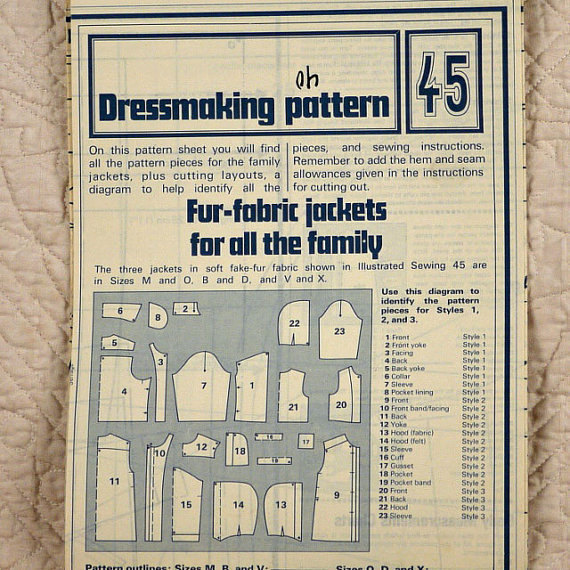 oh
Dressmaking pattern
45
On this pattern sheet you will find
all the pattern pieces for the family
jackets, plus cutting layouts, a
diagram to help identify all the
pieces, and sewing instructions.
Remember to add the hem and seam
allowances given in the instructions
for cutting out.
Fur-fabric jackets
for all the family
The three jackets in soft fake-fur fabric shown in Illustrated Sewing 45 are
in Sizes M and O, B and D, and V and X.
Use this diagram to
identify the pattern
pieces for Styles 1,
2, and 3.
1 Front Style 1
2 Front yoke Style 1
3 Facing Style 1
4 Back Style 1
5 Back yoke Style 1
6 Collar Style 1
7 Sleeve Style 1
8 Pocket lining Style 1
9 Front Style 2
10 Front band/facing Style 2
11 Back Style 2
12 Yoke Style 2
13 Hood (fabric) Style 2
14 Hood (felt) Style 2
15 Sleeve Style 2
16 Cuff Style 2
17 Gusset Style 2
18 Pocket Style 2
19 Pocket band Style 2
20 Front Style 3
21 Back Style 3
22 Hood Style 3
23 Sleeve Style 3
6
8
2
22
23
5
3
4
7
1
21
20
11
10
12
18
16
17
19
15
14
13
9
Pattern outlines: Sizes M, B, and V:
Sizes O, D, and X: